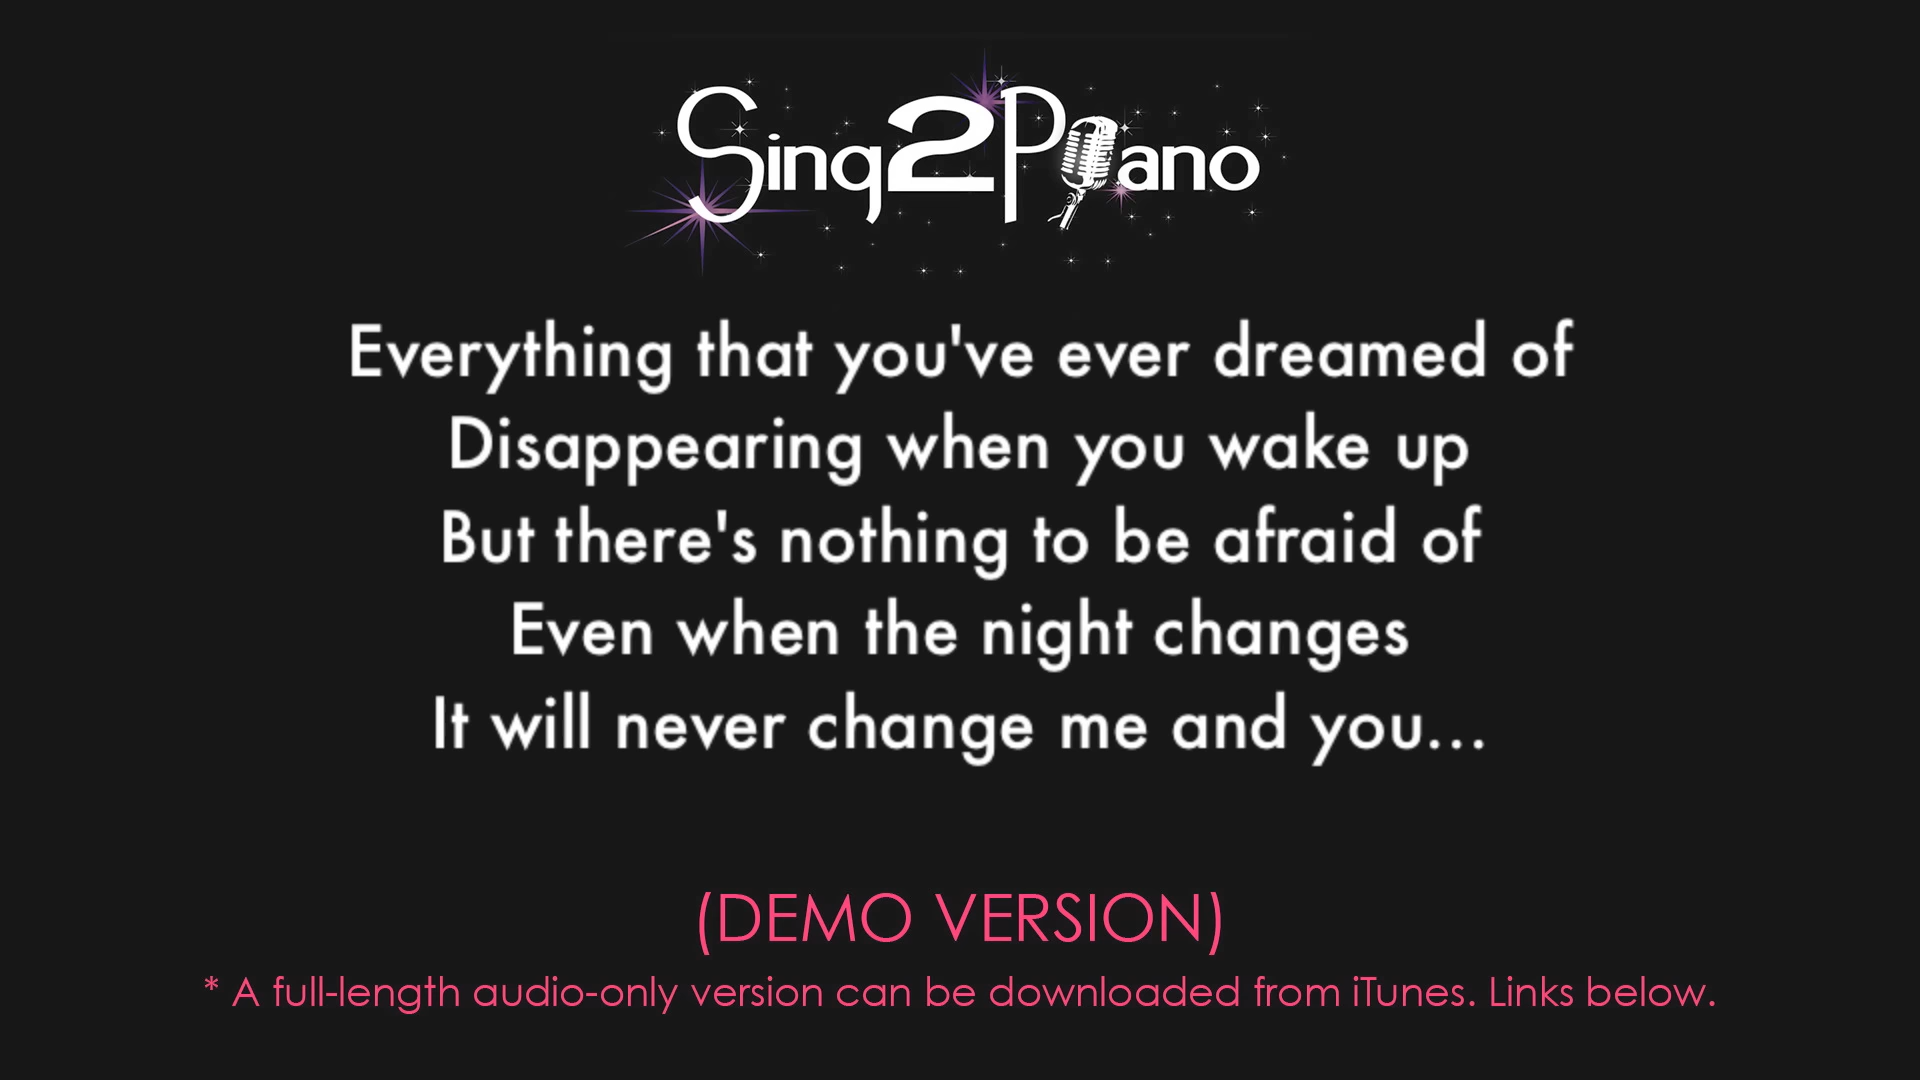 Sing2Piano
Everything that you've ever dreamed of
Disappearing when you wake up
But there's nothing to be afraid of
Even when the night changes
It will never change me and you...
(DEMO VERSION)
* A full-length audio-only version can be downloaded from iTunes. Links below.